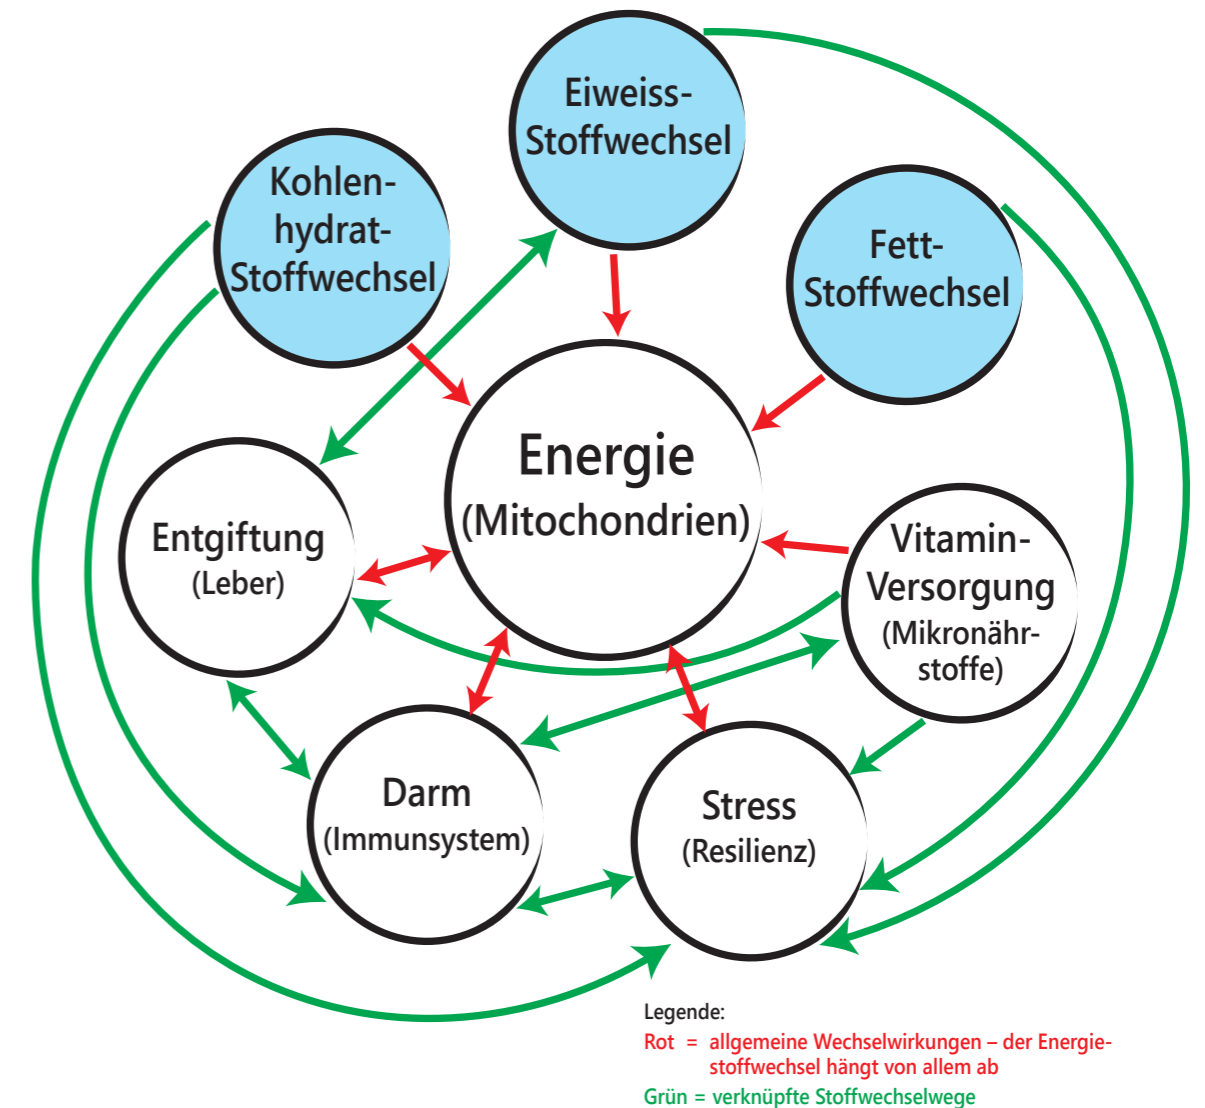 Eiweiss-
Stoffwechsel
Kohlen-
hydrat-
Stoffwechsel
Fett-
Stoffwechsel
Energie
(Mitochondrien)
Entgiftung
(Leber)
Vitamin-
Versorgung
(Mikronähr-
stoffe)
Darm
(Immunsystem)
Stress
(Resilienz)
Legende:
Rot = allgemeine Wechselwirkungen – der Energie-
stoffwechsel hängt von allem ab
Grün = verknüpfte Stoffwechselwege